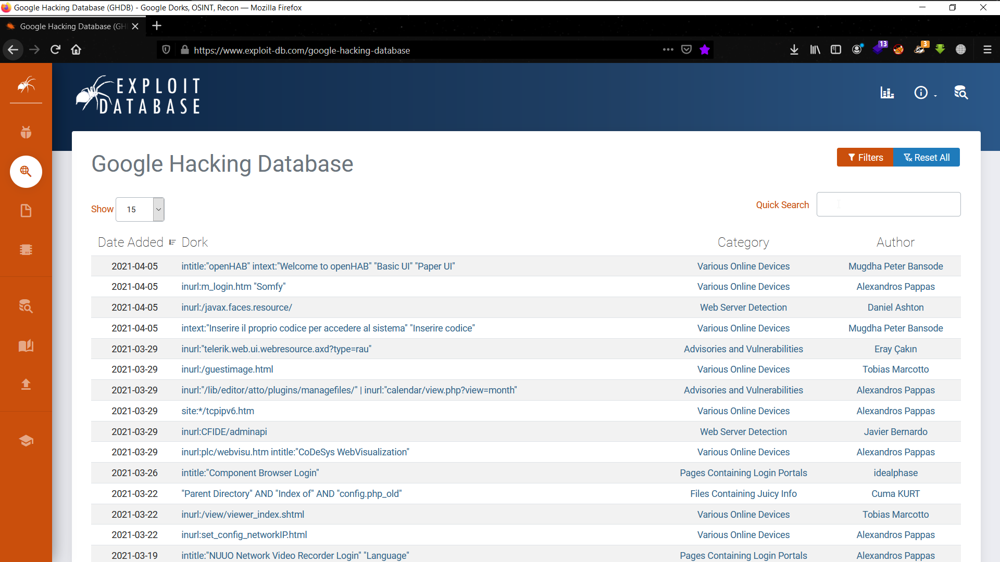 Google Hacking Database (GHDB) - Google Dorks, OSINT, Recon — Mozilla Firefox
Google Hacking Database (GH
https://www.exploit-db.com/google-hacking-database
13
3
EXPLOIT
DATABASE
Google Hacking Database
Filters Reset All
Show 15
Quick Search
Date Added Dork Category Author
2021-04-05 intitle:"openHAB" intext:"Welcome to openHAB" "Basic UI" "Paper UI" Various Online Devices Mugdha Peter Bansode
2021-04-05 inurl:m_login.htm "Somfy" Various Online Devices Alexandros Pappas
2021-04-05 inurl:/javax.faces.resource/ Web Server Detection Daniel Ashton
2021-04-05 intext:"Inserire il proprio codice per accedere al sistema" "Inserire codice" Various Online Devices Mugdha Peter Bansode
2021-03-29 inurl:"telerik.web.ui.webresource.axd?type=rau" Advisories and Vulnerabilities Eray Çakın
2021-03-29 inurl:/guestimage.html Various Online Devices Tobias Marcotto
2021-03-29 inurl:"/lib/editor/atto/plugins/managefiles/" | inurl:"calendar/view.php?view=month" Advisories and Vulnerabilities Alexandros Pappas
2021-03-29 site:*/tcpipv6.htm Various Online Devices Alexandros Pappas
2021-03-29 inurl:CFIDE/adminapi Web Server Detection Javier Bernardo
2021-03-29 inurl:plc/webvisu.htm intitle:"CoDeSys WebVisualization" Various Online Devices Alexandros Pappas
2021-03-26 intitle:"Component Browser Login" Pages Containing Login Portals idealphase
2021-03-22 "Parent Directory" AND "Index of" AND "config.php_old" Files Containing Juicy Info Cuma KURT
2021-03-22 inurl:/view/viewer_index.shtml Various Online Devices Tobias Marcotto
2021-03-22 inurl:set_config_networkIP.html Various Online Devices Alexandros Pappas
2021-03-19 intitle:"NUUO Network Video Recorder Login" "Language" Pages Containing Login Portals Alexandros Pappas